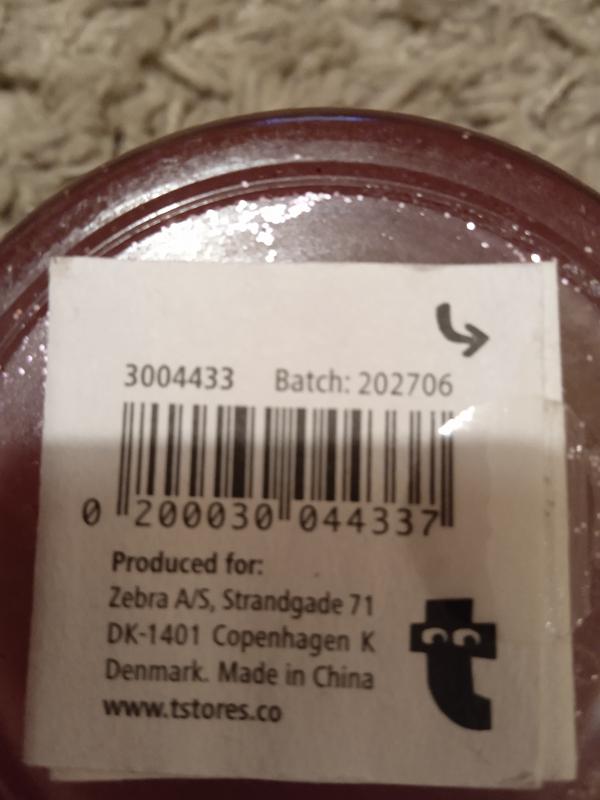 3004433 Batch: 202706
0 200030 044337
Produced for:
Zebra A/S, Strandgade 71
DK-1401 Copenhagen K
Denmark. Made in China
www.tstores.co